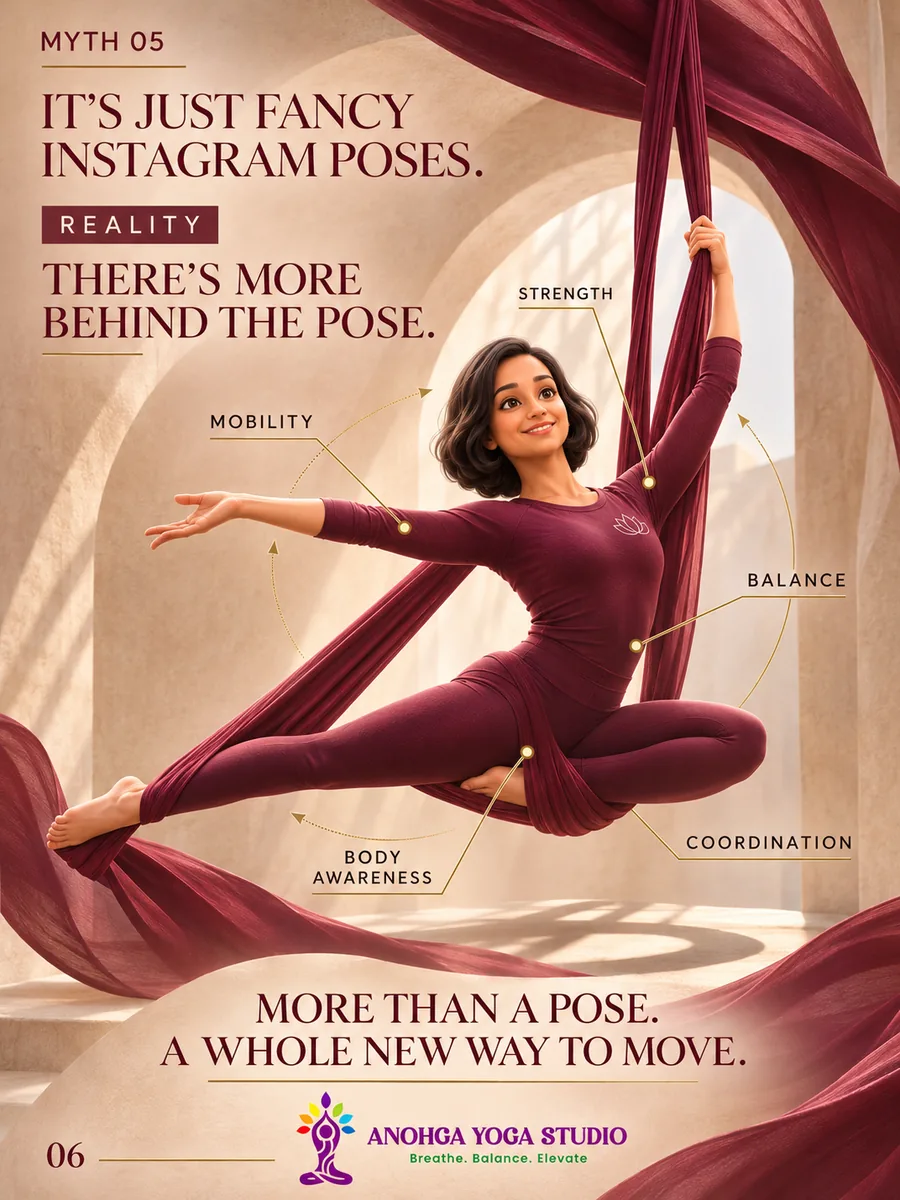 MYTH 05
IT'S JUST FANCY
INSTAGRAM POSES.
REALITY
THERE'S MORE
BEHIND THE POSE.
STRENGTH
MOBILITY
BALANCE
COORDINATION
BODY
AWARENESS
MORE THAN A POSE.
A WHOLE NEW WAY TO MOVE.
06
ANOHGA YOGA STUDIO
Breathe. Balance. Elevate